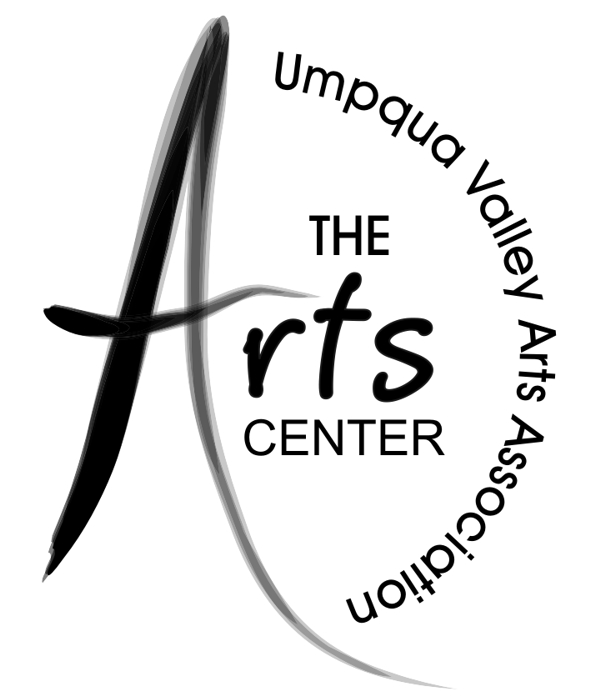 Umpqua Valley Arts Association
THE
Arts
CENTER